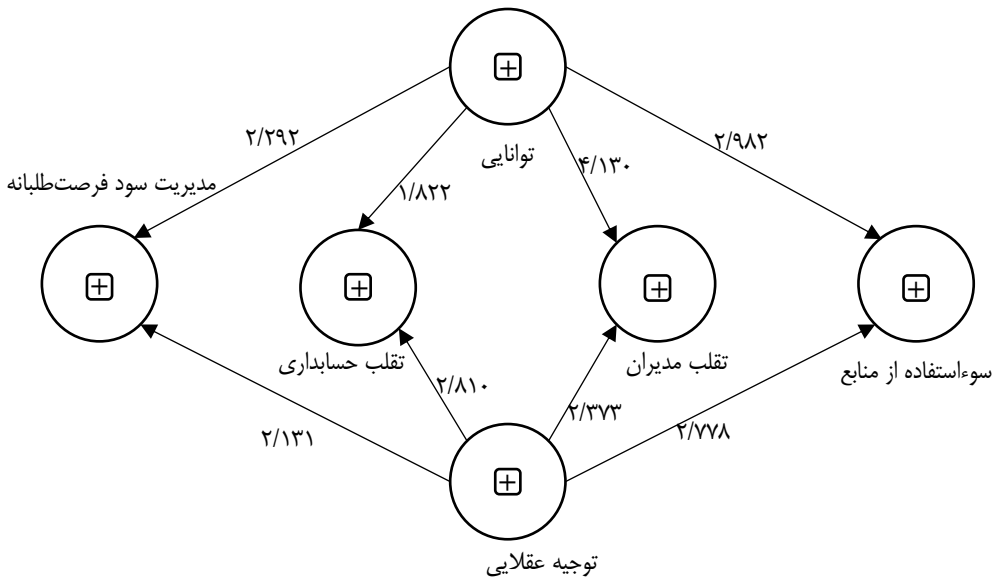 توانایی
۲/۲۹۲
۲/۹۸۲
۴/۱۳۰
۱/۸۲۲
مدیریت سود فرصت‌طلبانه
تقلب حسابداری
تقلب مدیران
سوءاستفاده از منابع
۲/۸۱۰
۲/۳۷۳
۲/۷۷۸
۲/۱۳۱
توجیه عقلایی